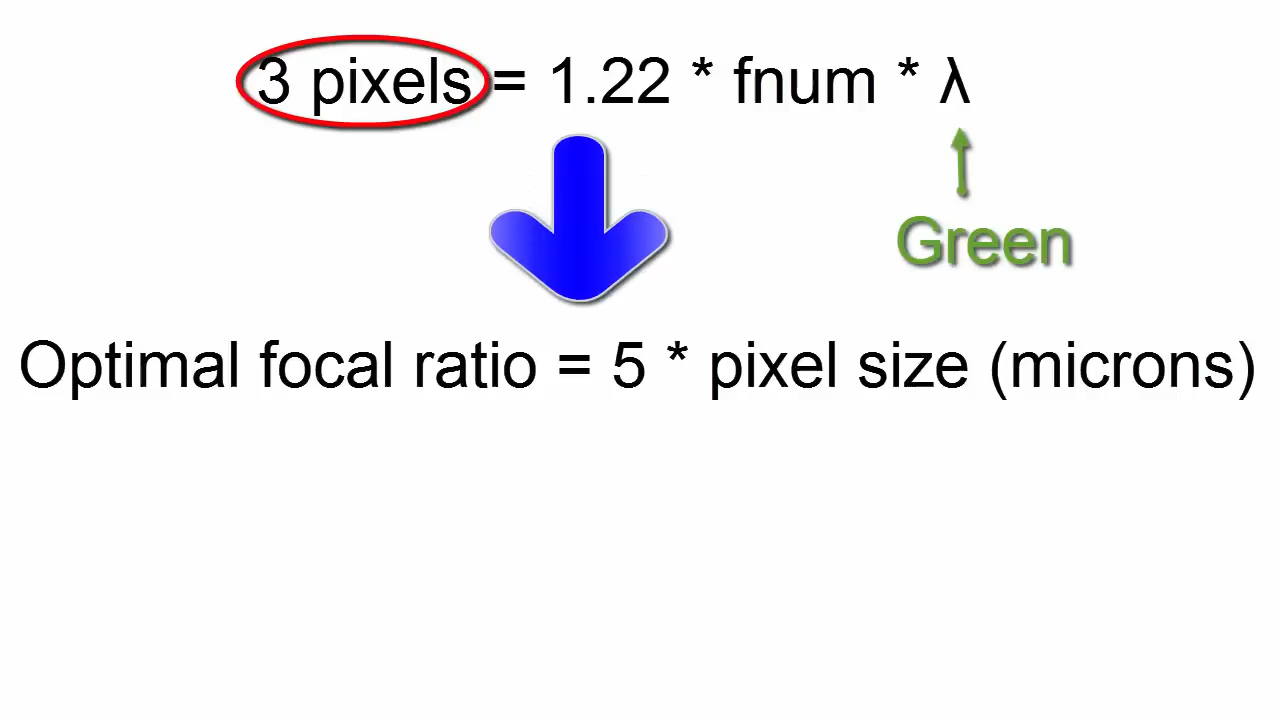 3 pixels = 1.22 * fnum * λ
Green
Optimal focal ratio = 5 * pixel size (microns)